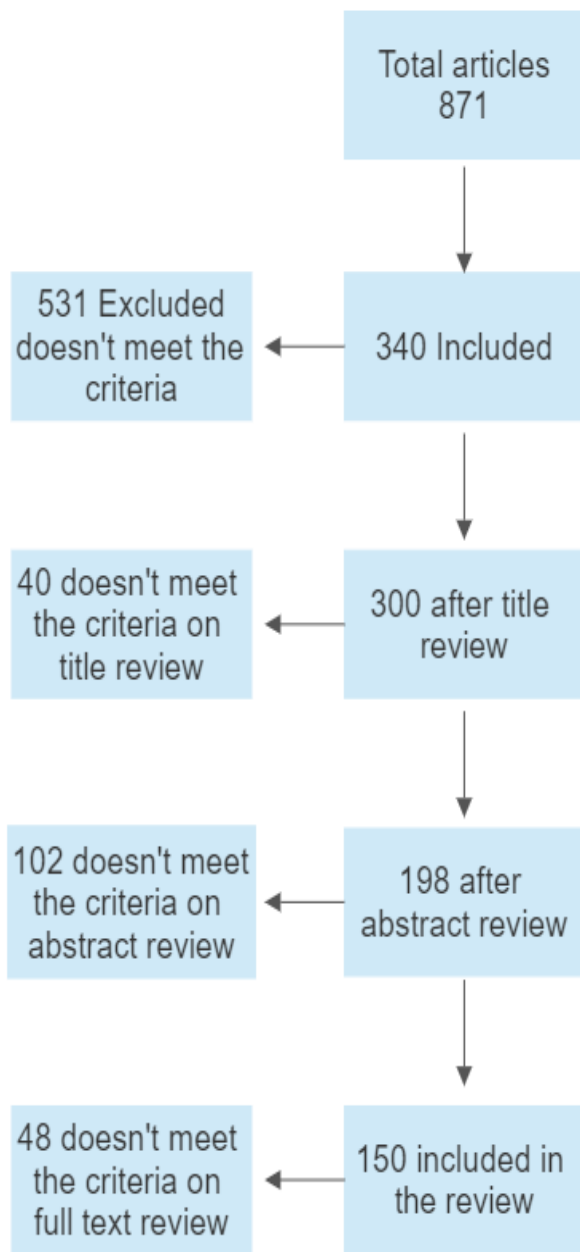 Total articles
871
531 Excluded
doesn't meet the
criteria
340 Included
40 doesn't meet
the criteria on
title review
300 after title
review
102 doesn't meet
the criteria on
abstract review
198 after
abstract review
48 doesn't meet
the criteria on
full text review
150 included in
the review